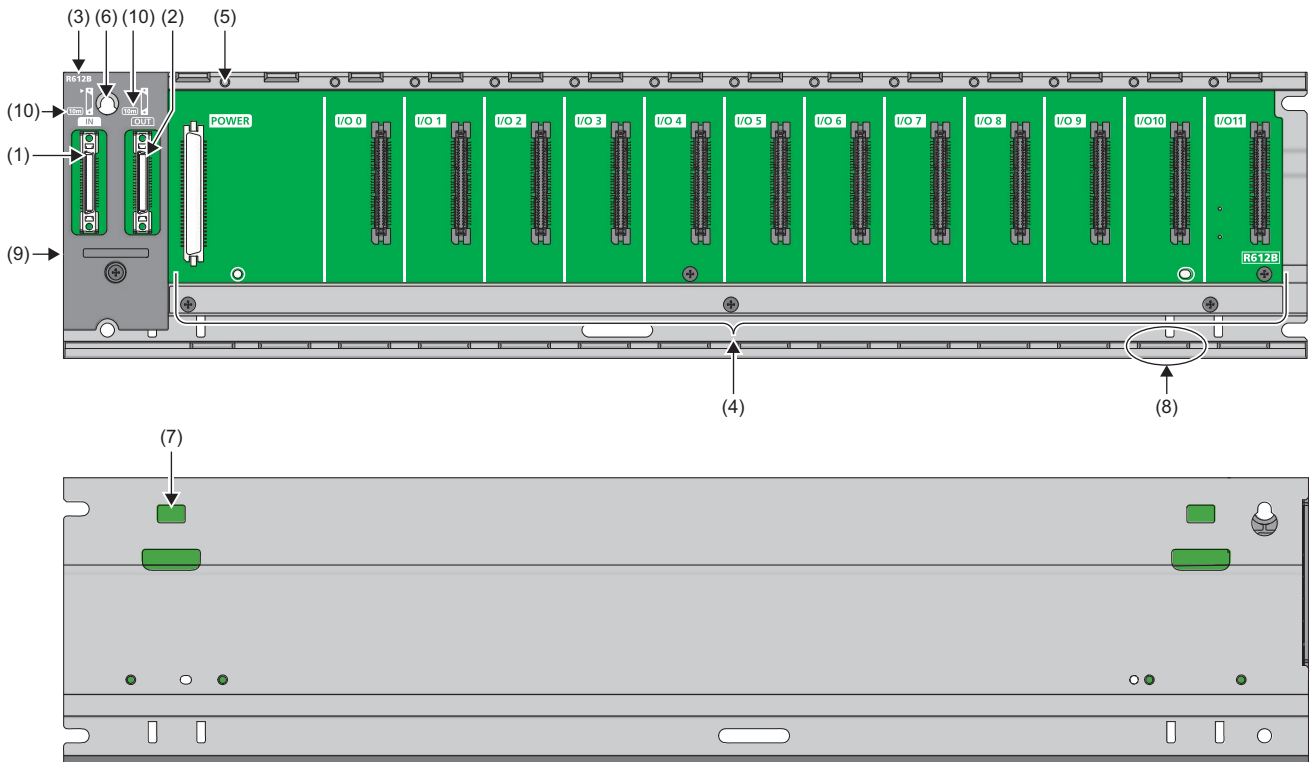 (3) (6) (10) (2) (5)
R612B
(10) 10m 10m
IN OUT
POWER I/O 0 I/O 1 I/O 2 I/O 3 I/O 4 I/O 5 I/O 6 I/O 7 I/O 8 I/O 9 I/O10 I/O11
(1)
(9)
R612B
(4) (8)
(7)